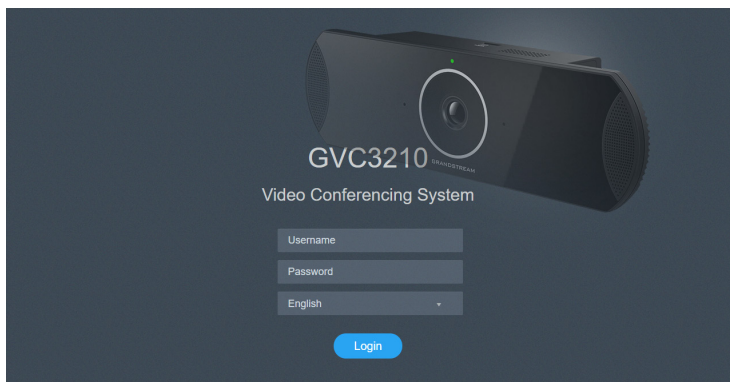 GVC3210
GRANDSTREAM
Video Conferencing System
Username
Password
English
Login